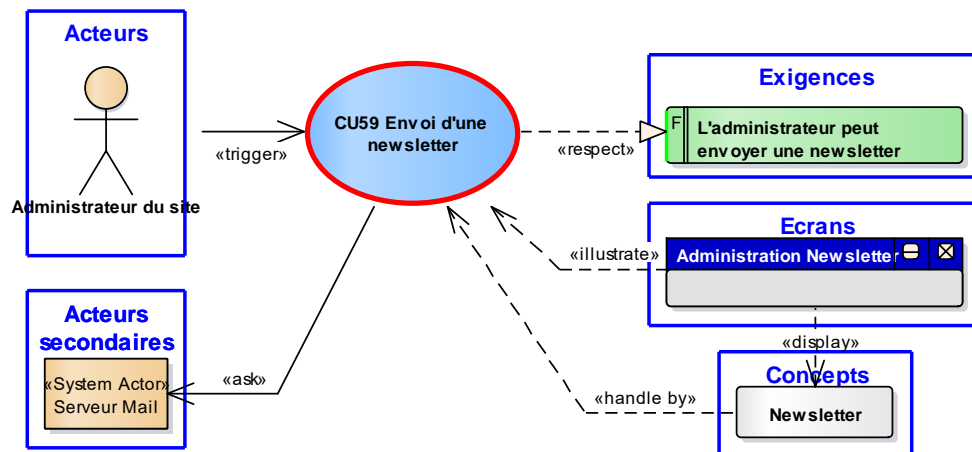 Acteurs
Administrateur du site
«trigger»
CU59 Envoi d'une
newsletter
«respect»
Exigences
F
L'administrateur peut
envoyer une newsletter
Ecrans
Administration Newsletter
«illustrate»
«display»
Acteurs
secondaires
«System Actor»
Serveur Mail
«ask»
«handle by»
Concepts
Newsletter